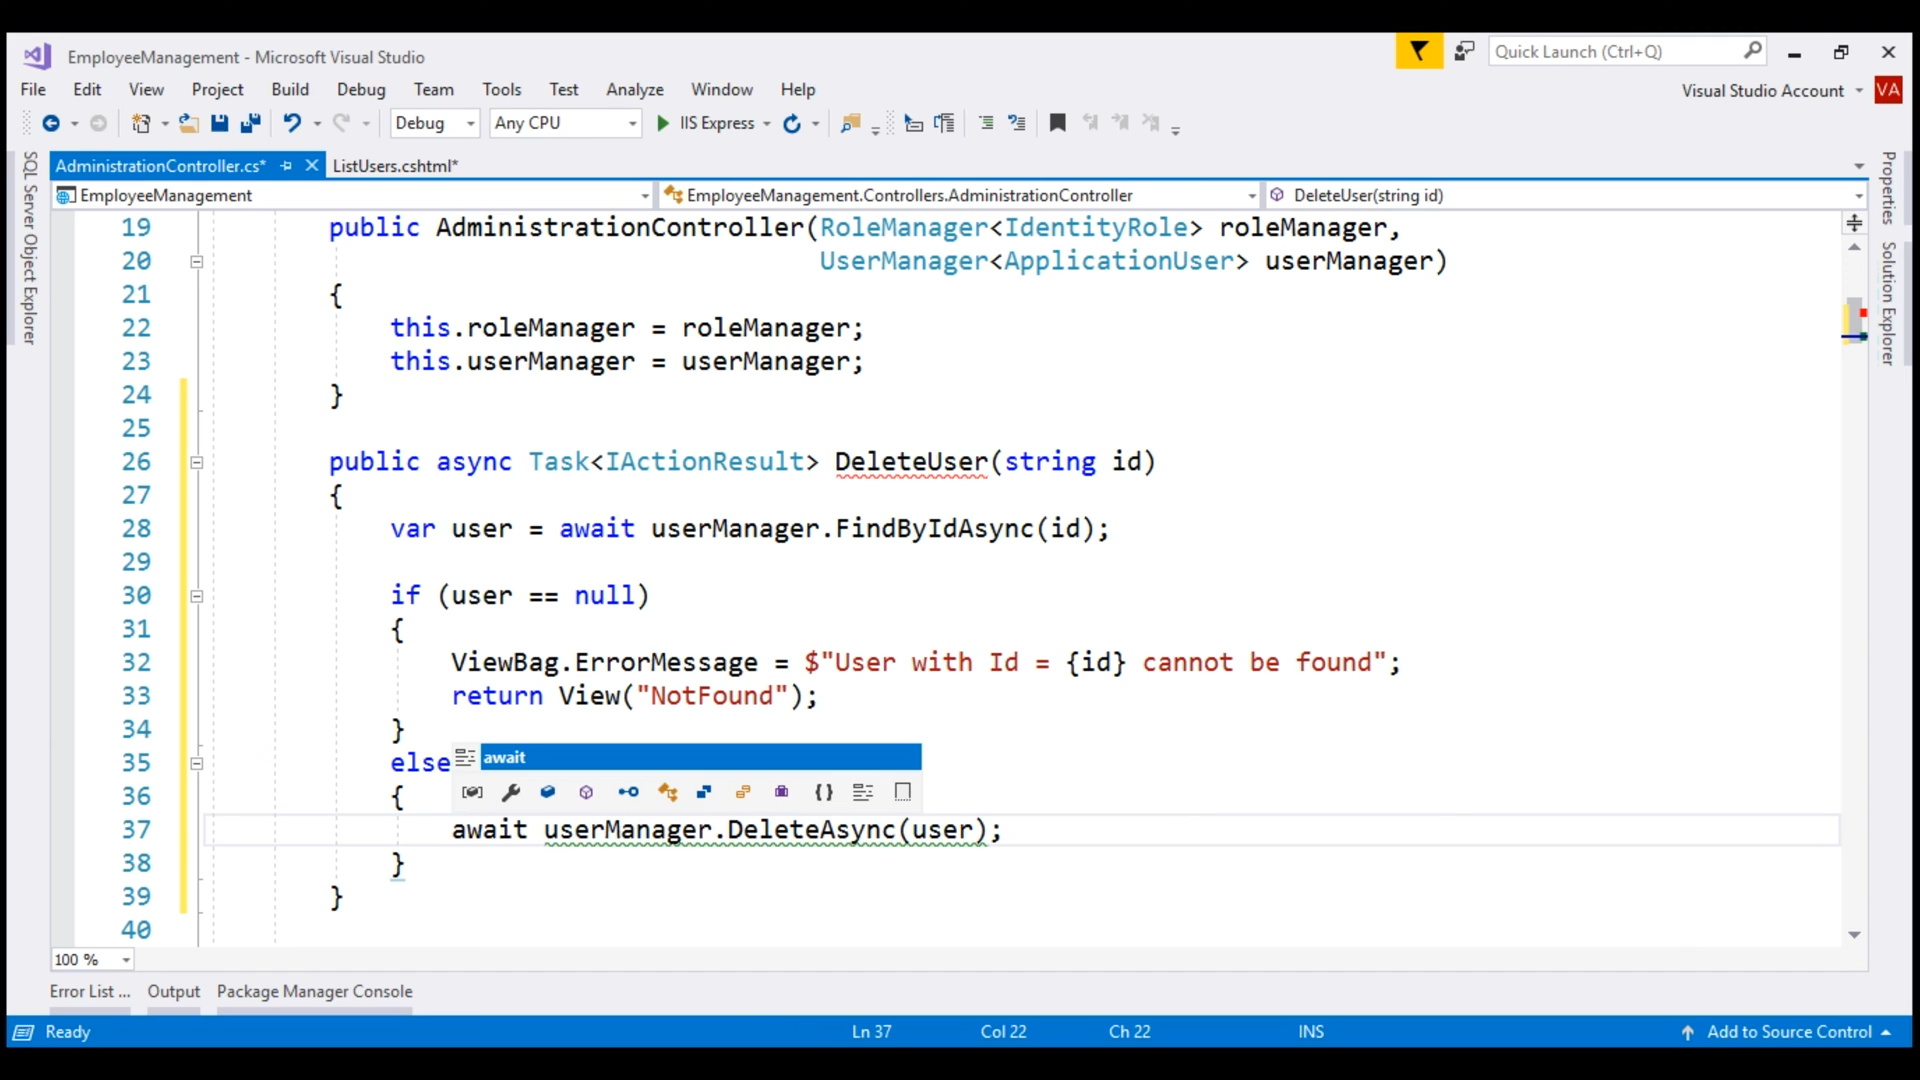 EmployeeManagement - Microsoft Visual Studio
Quick Launch (Ctrl+Q)
File Edit View Project Build Debug Team Tools Test Analyze Window Help
Visual Studio Account VA
Debug Any CPU IIS Express
AdministrationController.cs* ListUsers.cshtml*
EmployeeManagement EmployeeManagement.Controllers.AdministrationController DeleteUser(string id)
SQL Server Object Explorer
Properties
Solution Explorer
19 public AdministrationController(RoleManager<IdentityRole> roleManager,
20 UserManager<ApplicationUser> userManager)
21 {
22 this.roleManager = roleManager;
23 this.userManager = userManager;
24 }
25
26 public async Task<IActionResult> DeleteUser(string id)
27 {
28 var user = await userManager.FindByIdAsync(id);
29
30 if (user == null)
31 {
32 ViewBag.ErrorMessage = $"User with Id = {id} cannot be found";
33 return View("NotFound");
34 }
35 else
await
36 {
37 await userManager.DeleteAsync(user);
38 }
39 }
40
100 %
Error List ... Output Package Manager Console
Ready Ln 37 Col 22 Ch 22 INS Add to Source Control